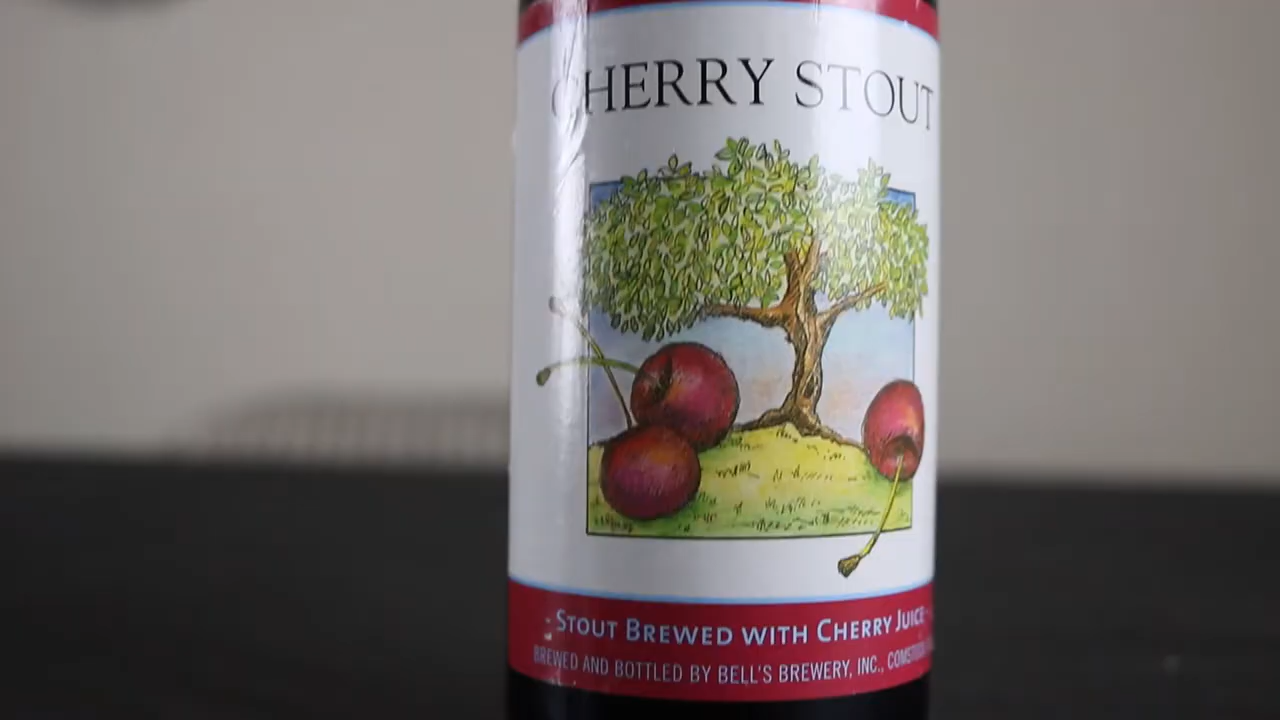 CHERRY STOUT
- STOUT BREWED WITH CHERRY JUICE -
BREWED AND BOTTLED BY BELL'S BREWERY, INC.,